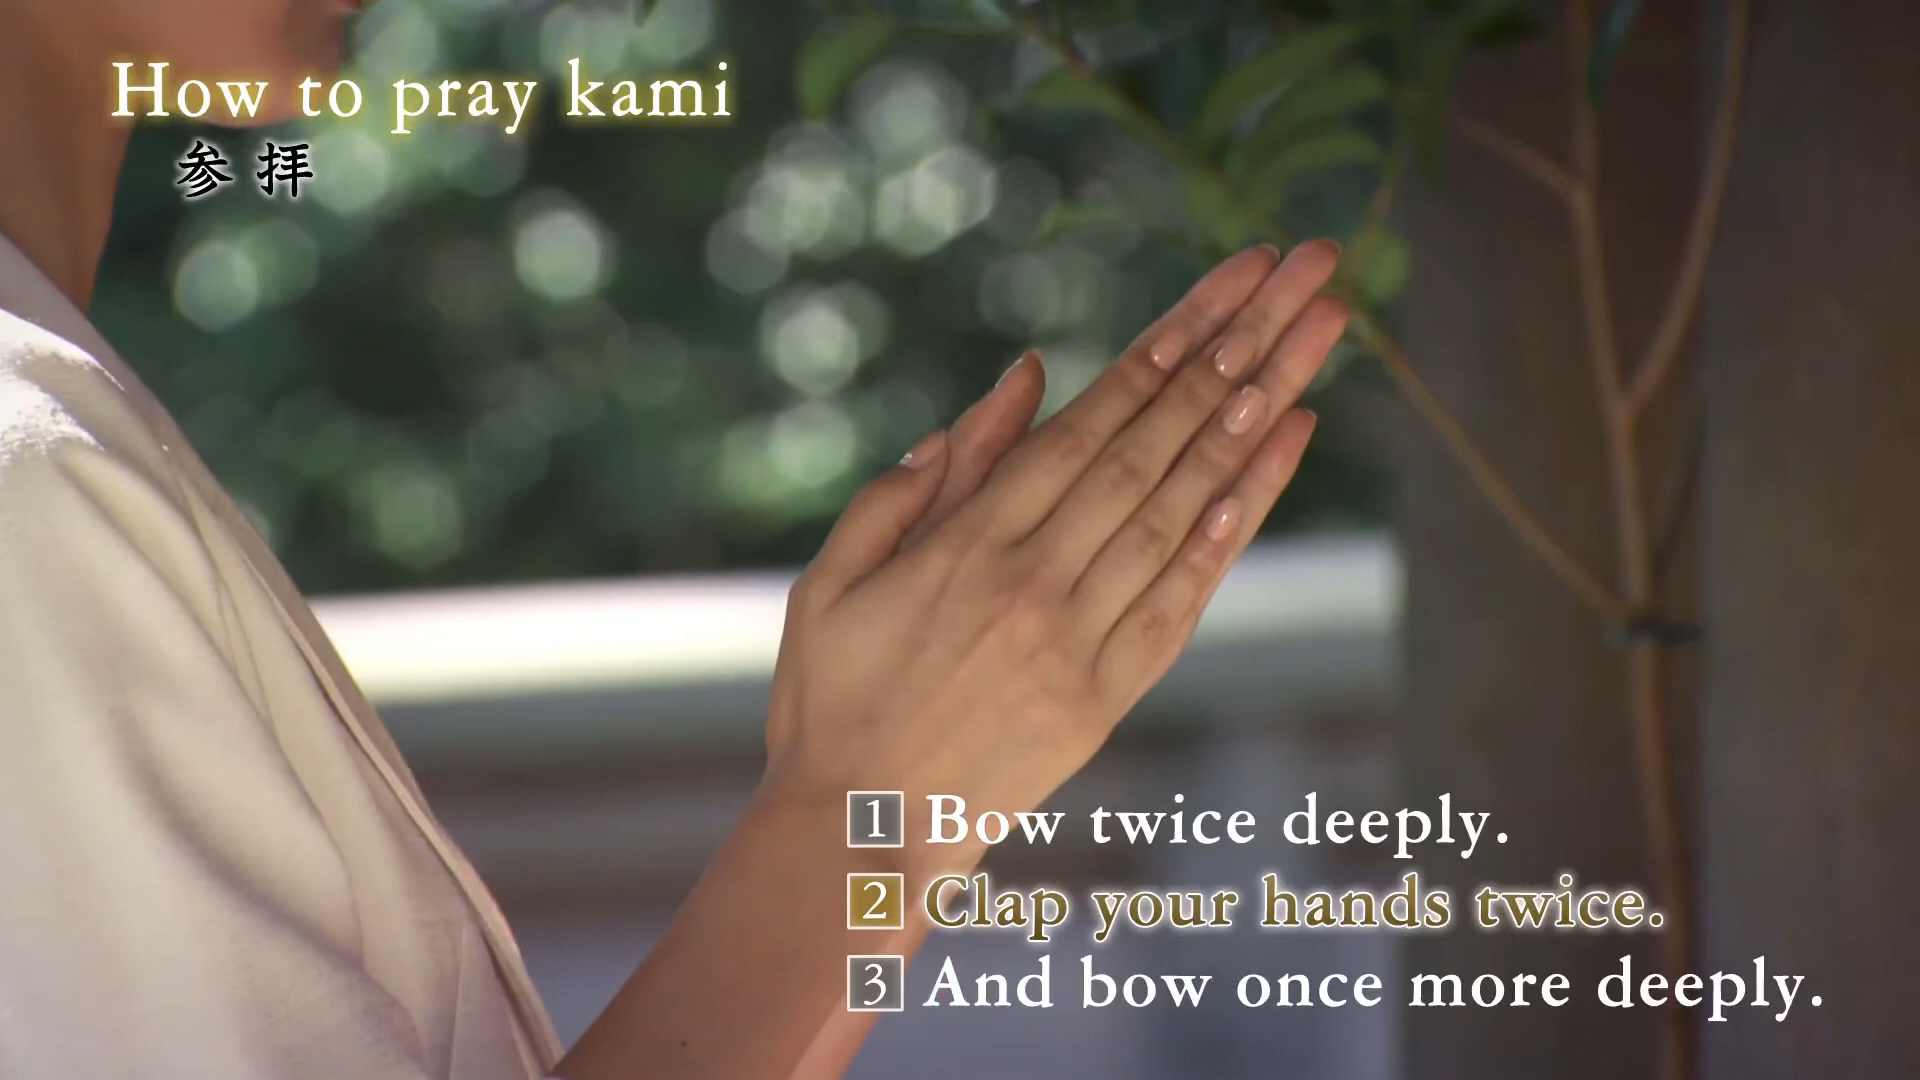 How to pray kami
参拝
1 Bow twice deeply.
2 Clap your hands twice.
3 And bow once more deeply.